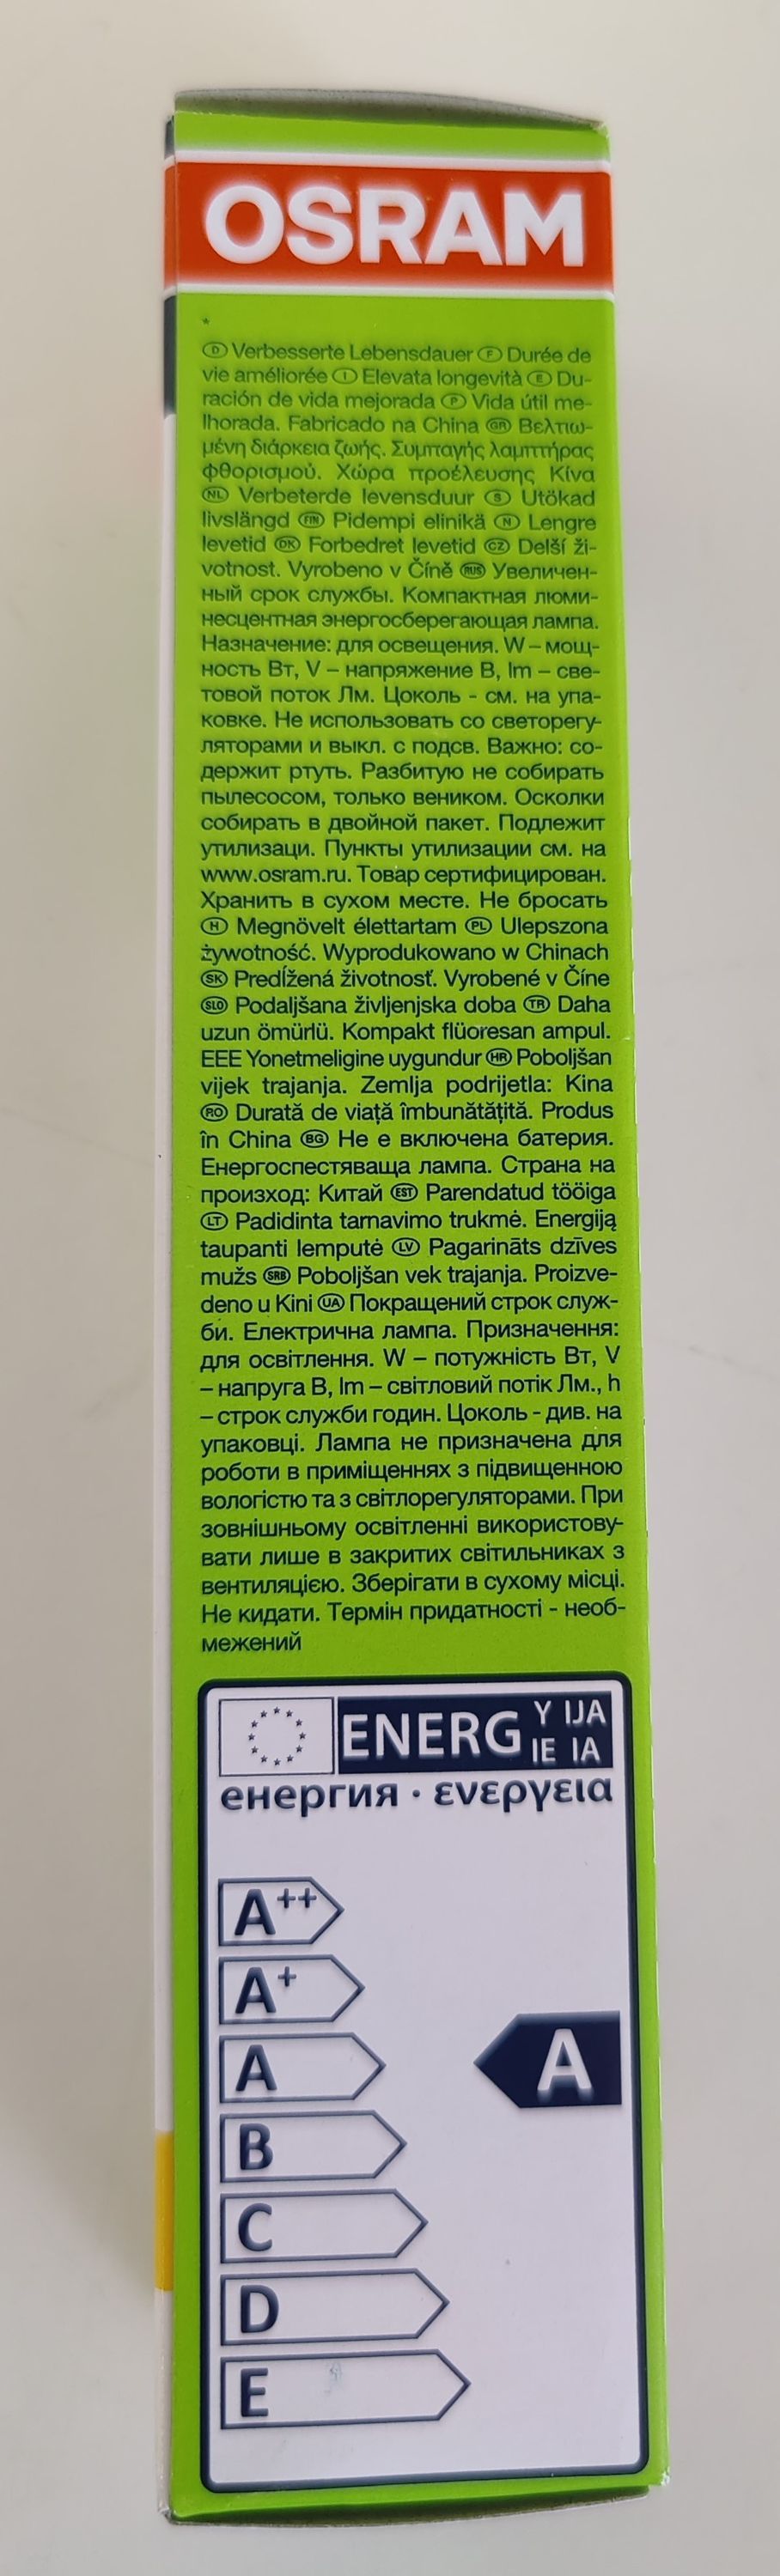 OSRAM
*
D Verbesserte Lebensdauer F Durée de
vie améliorée I Elevata longevità E Du-
ración de vida mejorada P Vida útil me-
lhorada. Fabricado na China GR Βελτιω-
μένη διάρκεια ζωής. Συμπαγής λαμπτήρας
φθορισμού. Χώρα προέλευσης Κίνα
NL Verbeterde levensduur S Utökad
livslängd FIN Pidempi elinikä N Lengre
levetid DK Forbedret levetid CZ Delší ži-
votnost. Vyrobeno v Číně RUS Увеличен-
ный срок службы. Компактная люми-
несцентная энергосберегающая лампа.
Назначение: для освещения. W – мощ-
ность Вт, V – напряжение В, lm – све-
товой поток Лм. Цоколь - см. на упа-
ковке. Не использовать со светорегу-
ляторами и выкл. с подсв. Важно: со-
держит ртуть. Разбитую не собирать
пылесосом, только веником. Осколки
собирать в двойной пакет. Подлежит
утилизаци. Пункты утилизации см. на
www.osram.ru. Товар сертифицирован.
Хранить в сухом месте. Не бросать
H Megnövelt élettartam PL Ulepszona
żywotność. Wyprodukowano w Chinach
SK Predĺžená životnosť. Vyrobené v Číne
SLO Podaljšana življenjska doba TR Daha
uzun ömürlü. Kompakt flüoresan ampul.
EEE Yonetmeligine uygundur HR Poboljšan
vijek trajanja. Zemlja podrijetla: Kina
RO Durată de viață îmbunătățită. Produs
în China BG Не е включена батерия.
Енергоспестяваща лампа. Страна на
произход: Китай EST Parendatud tööiga
LT Padidinta tarnavimo trukmė. Energiją
taupanti lemputė LV Pagarināts dzīves
mužs SRB Poboljšan vek trajanja. Proizve-
deno u Kini UA Покращений строк служ-
би. Електрична лампа. Призначення:
для освітлення. W – потужність Вт, V
– напруга В, lm – світловий потік Лм., h
– строк служби годин. Цоколь - див. на
упаковці. Лампа не призначена для
роботи в приміщеннях з підвищенною
вологістю та з світлорегуляторами. При
зовнішньому освітленні використову-
вати лише в закритих світильниках з
вентиляцією. Зберігати в сухому місці.
Не кидати. Термін придатності - необ-
межений
ENERG Y IJA
IE IA
енергия · ενεργεια
A++
A+
A
A
B
C
D
E